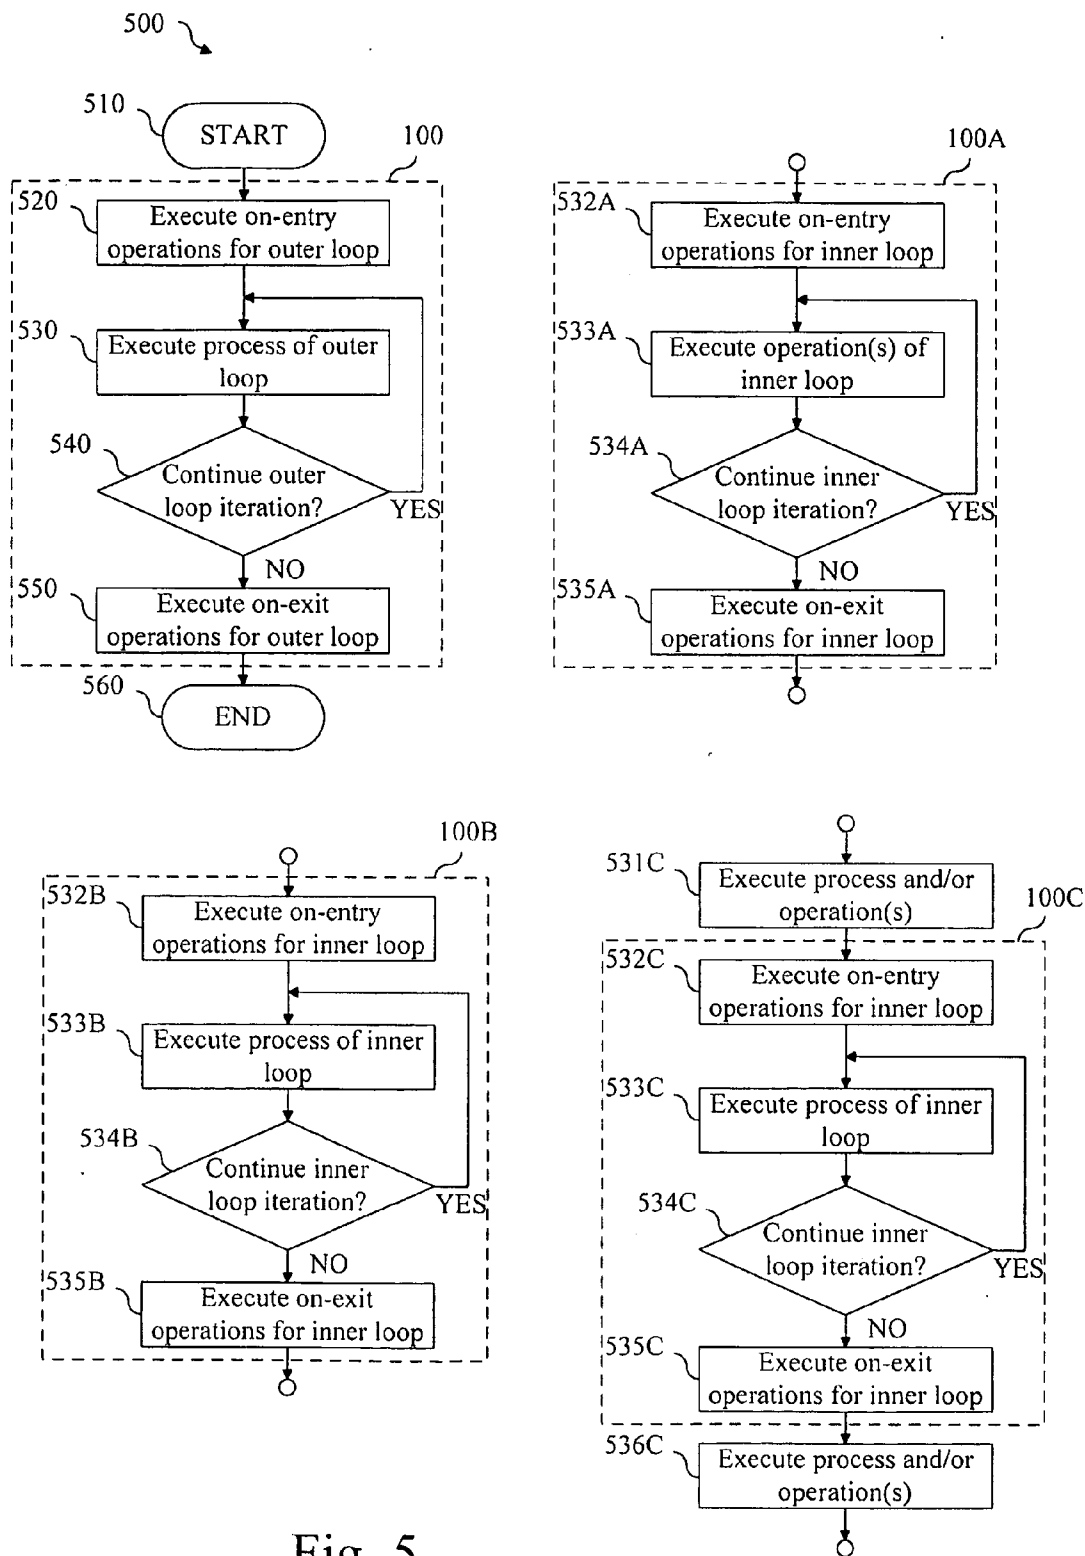 500
510
START
100
520
Execute on-entry
operations for outer loop
530
Execute process of outer
loop
540
Continue outer
loop iteration?
YES
NO
550
Execute on-exit
operations for outer loop
560
END
100A
532A
Execute on-entry
operations for inner loop
533A
Execute operation(s) of
inner loop
534A
Continue inner
loop iteration?
YES
NO
535A
Execute on-exit
operations for inner loop
100B
532B
Execute on-entry
operations for inner loop
533B
Execute process of inner
loop
534B
Continue inner
loop iteration?
YES
NO
535B
Execute on-exit
operations for inner loop
531C
Execute process and/or
operation(s)
100C
532C
Execute on-entry
operations for inner loop
533C
Execute process of inner
loop
534C
Continue inner
loop iteration?
YES
NO
535C
Execute on-exit
operations for inner loop
536C
Execute process and/or
operation(s)
Fig. 5